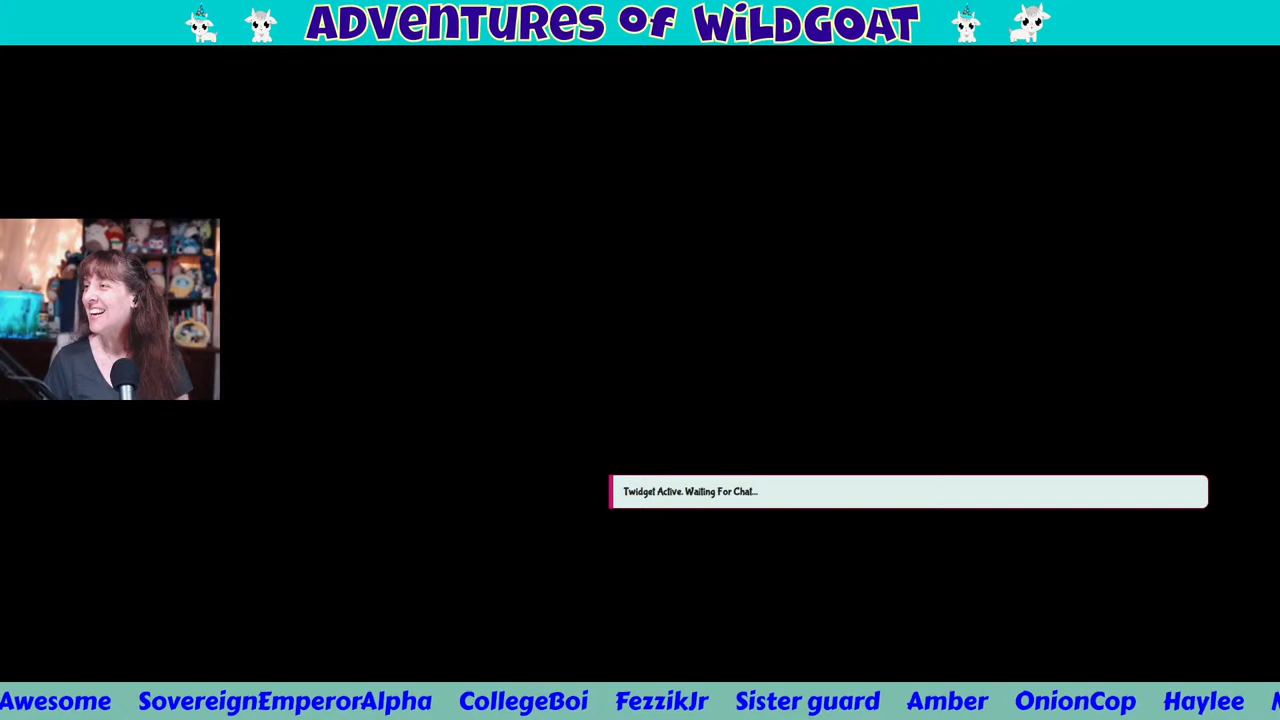 ADVENTURES OF WILDGOAT
Twidget Active. Waiting For Chat...
Awesome SovereignEmperorAlpha CollegeBoi FezzikJr Sister guard Amber OnionCop Haylee